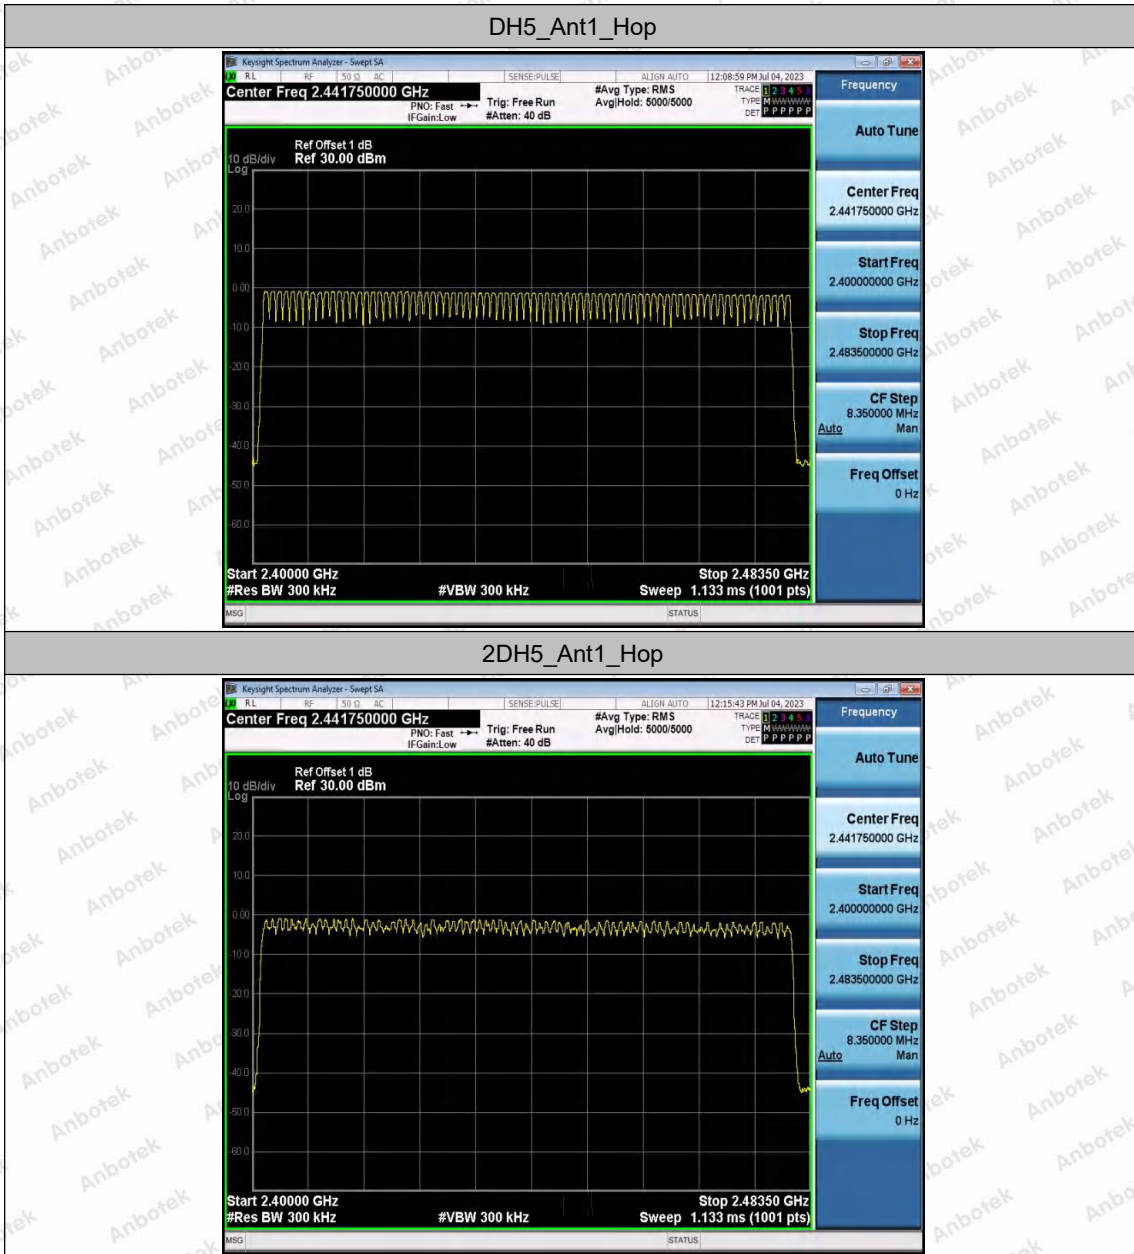 DH5_Ant1_Hop
Keysight Spectrum Analyzer - Swept SA
RL RF 50 Ω AC SENSE:PULSE ALIGN AUTO 12:08:59 PM Jul 04, 2023
Center Freq 2.441750000 GHz
PNO: Fast
IFGain:Low
Trig: Free Run
#Atten: 40 dB
#Avg Type: RMS
Avg|Hold: 5000/5000
TRACE 1 2 3 4 5 6
TYPE M WWWWW
DET P P P P P P
Ref Offset 1 dB
10 dB/div Ref 30.00 dBm
Log
20.0
10.0
0.00
-10.0
-20.0
-30.0
-40.0
-50.0
-60.0
Start 2.40000 GHz Stop 2.48350 GHz
#Res BW 300 kHz #VBW 300 kHz Sweep 1.133 ms (1001 pts)
MSG STATUS
Frequency
Auto Tune
Center Freq
2.441750000 GHz
Start Freq
2.400000000 GHz
Stop Freq
2.483500000 GHz
CF Step
8.350000 MHz
Auto Man
Freq Offset
0 Hz
2DH5_Ant1_Hop
Keysight Spectrum Analyzer - Swept SA
RL RF 50 Ω AC SENSE:PULSE ALIGN AUTO 12:15:43 PM Jul 04, 2023
Center Freq 2.441750000 GHz
PNO: Fast
IFGain:Low
Trig: Free Run
#Atten: 40 dB
#Avg Type: RMS
Avg|Hold: 5000/5000
TRACE 1 2 3 4 5 6
TYPE M WWWWW
DET P P P P P P
Ref Offset 1 dB
10 dB/div Ref 30.00 dBm
Log
20.0
10.0
0.00
-10.0
-20.0
-30.0
-40.0
-50.0
-60.0
Start 2.40000 GHz Stop 2.48350 GHz
#Res BW 300 kHz #VBW 300 kHz Sweep 1.133 ms (1001 pts)
MSG STATUS
Frequency
Auto Tune
Center Freq
2.441750000 GHz
Start Freq
2.400000000 GHz
Stop Freq
2.483500000 GHz
CF Step
8.350000 MHz
Auto Man
Freq Offset
0 Hz
Anbotek